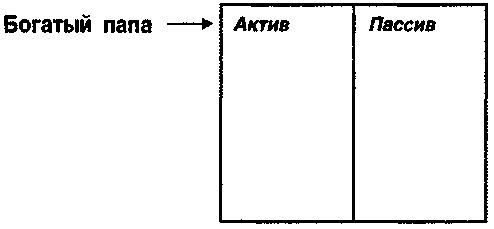 Богатый папа
Актив
Пассив